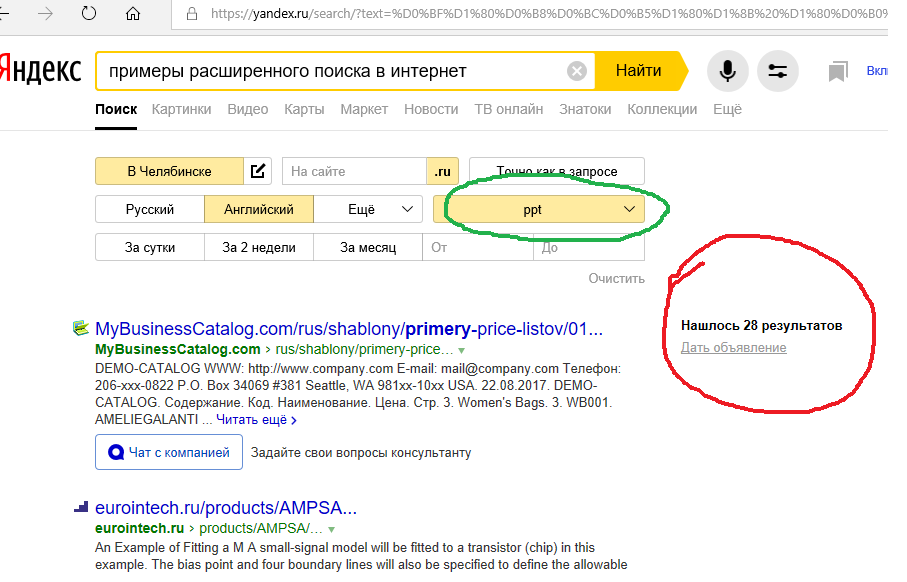 https://yandex.ru/search/?text=%D0%BF%D1%80%D0%B8%D0%BC%D0%B5%D1%80%D1%8B%20%D1%80%D0%B0%
Яндекс
примеры расширенного поиска в интернет
Найти
Вкл
Поиск Картинки Видео Карты Маркет Новости ТВ онлайн Знатоки Коллекции Ещё
В Челябинске На сайте .ru Точно как в запросе
Русский Английский Ещё ppt
За сутки За 2 недели За месяц От До
Очистить
MyBusinessCatalog.com/rus/shablony/primery-price-listov/01...
MyBusinessCatalog.com › rus/shablony/primery-price...
DEMO-CATALOG WWW: http://www.company.com E-mail: mail@company.com Телефон:
206-xxx-0822 P.O. Box 34069 #381 Seattle, WA 981xx-10xx USA. 22.08.2017. DEMO-
CATALOG. Содержание. Код. Наименование. Цена. Стр. 3. Women's Bags. 3. WB001.
AMELIEGALANTI ... Читать ещё ›
Чат с компанией Задайте свои вопросы консультанту
Нашлось 28 результатов
Дать объявление
eurointech.ru/products/AMPSA...
eurointech.ru › products/AMPSA/...
An Example of Fitting a M A small-signal model will be fitted to a transistor (chip) in this
example. The bias point and four boundary lines will also be specified to define the allowable